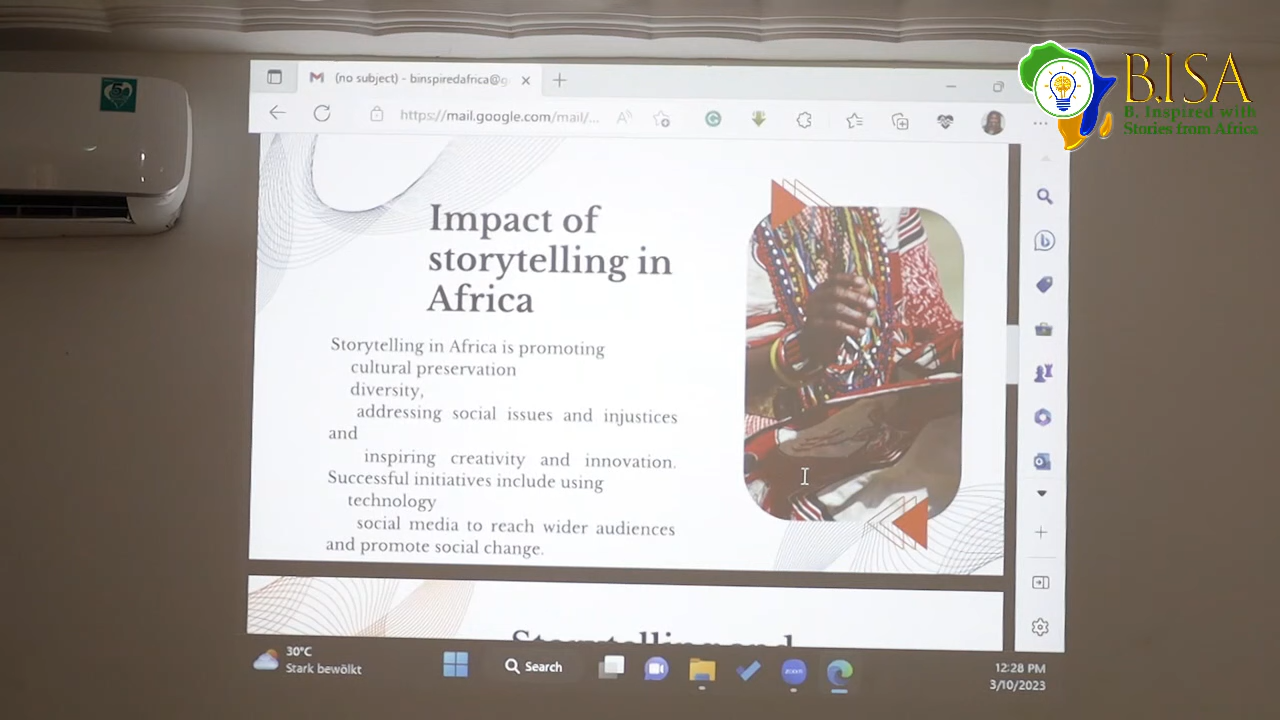 (no subject) - binspiredafrica@g
https://mail.google.com/mail/...
B.ISA
B. Inspired with
Stories from Africa
Impact of
storytelling in
Africa
Storytelling in Africa is promoting
cultural preservation
diversity,
addressing social issues and injustices
and
inspiring creativity and innovation.
Successful initiatives include using
technology
social media to reach wider audiences
and promote social change.
30°C
Stark bewölkt
Search
zoom
12:28 PM
3/10/2023